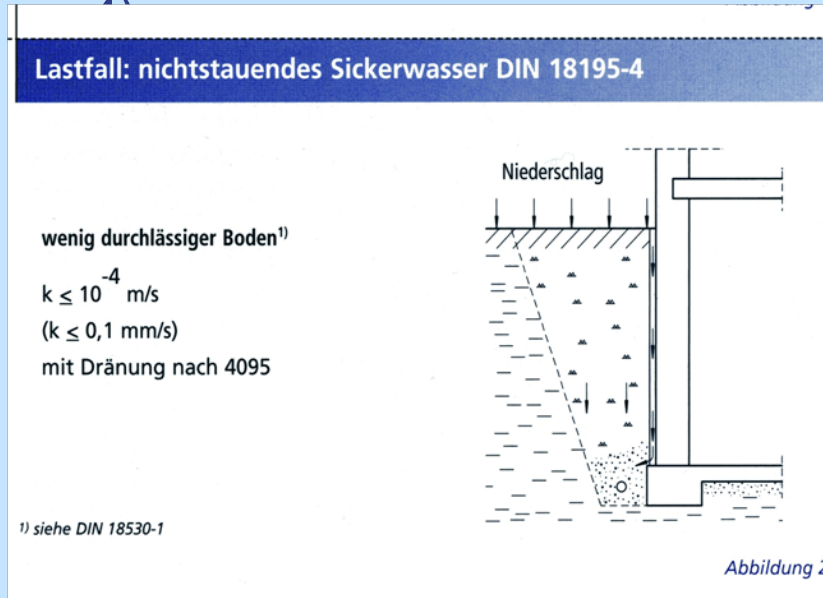 Lastfall: nichtstauendes Sickerwasser DIN 18195-4
Niederschlag
wenig durchlässiger Boden¹⁾
k ≤ 10⁻⁴ m/s
(k ≤ 0,1 mm/s)
mit Dränung nach 4095
¹⁾ siehe DIN 18530-1
Abbildung